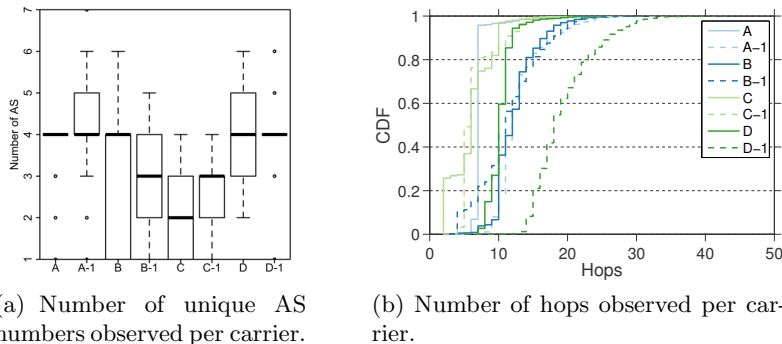 7
6
5
4
3
2
1
Number of AS
A A-1 B B-1 C C-1 D D-1
1
0.8
0.6
0.4
0.2
0
CDF
0 10 20 30 40 50
Hops
A
A−1
B
B−1
C
C−1
D
D−1
(a) Number of unique AS
numbers observed per carrier.
(b) Number of hops observed per car-
rier.